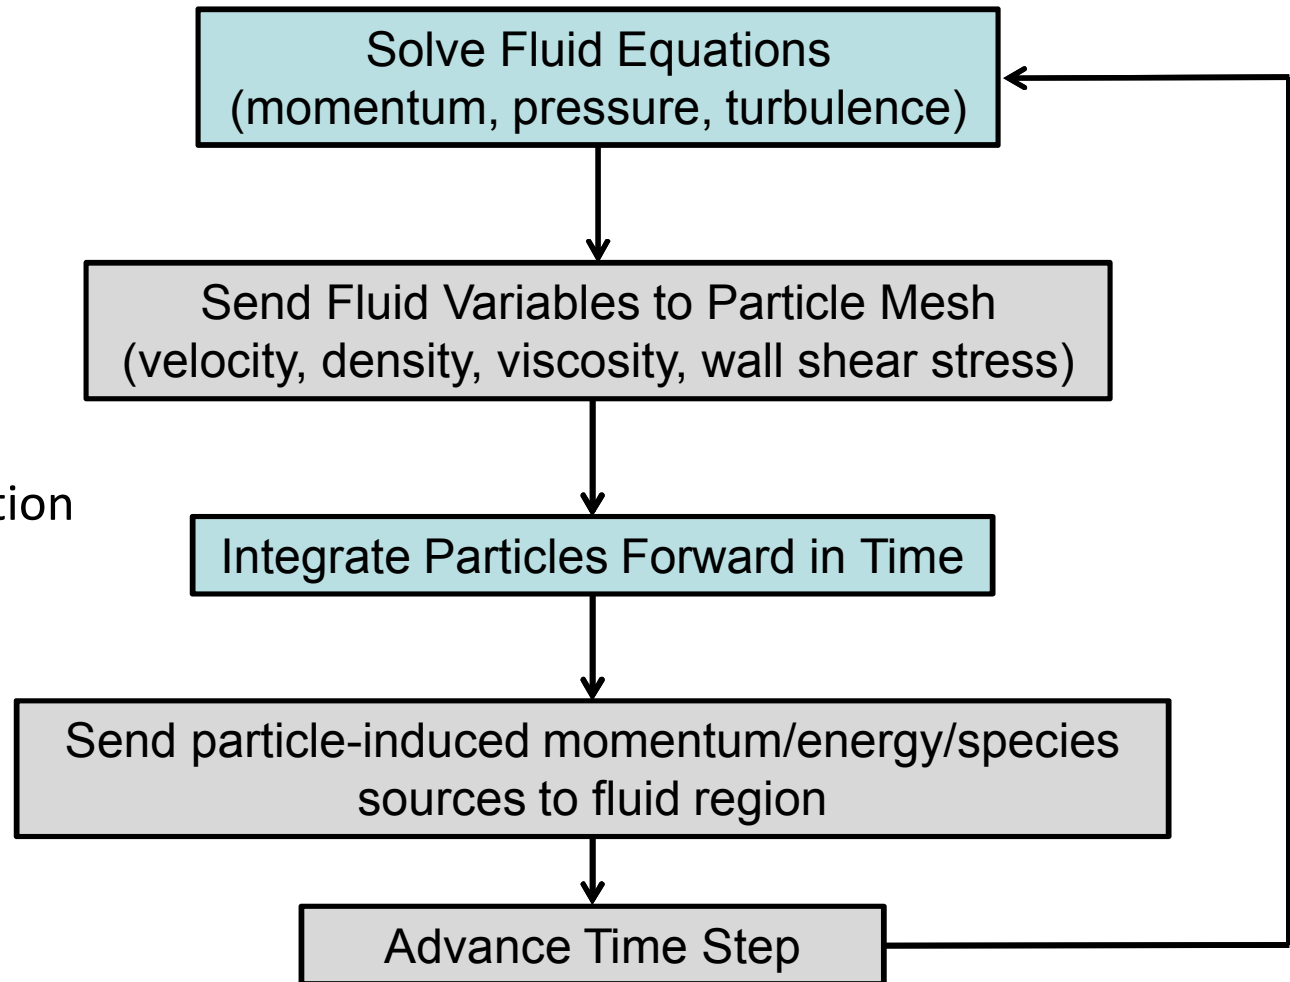 Solve Fluid Equations
(momentum, pressure, turbulence)
Send Fluid Variables to Particle Mesh
(velocity, density, viscosity, wall shear stress)
Integrate Particles Forward in Time
Send particle-induced momentum/energy/species
sources to fluid region
Advance Time Step